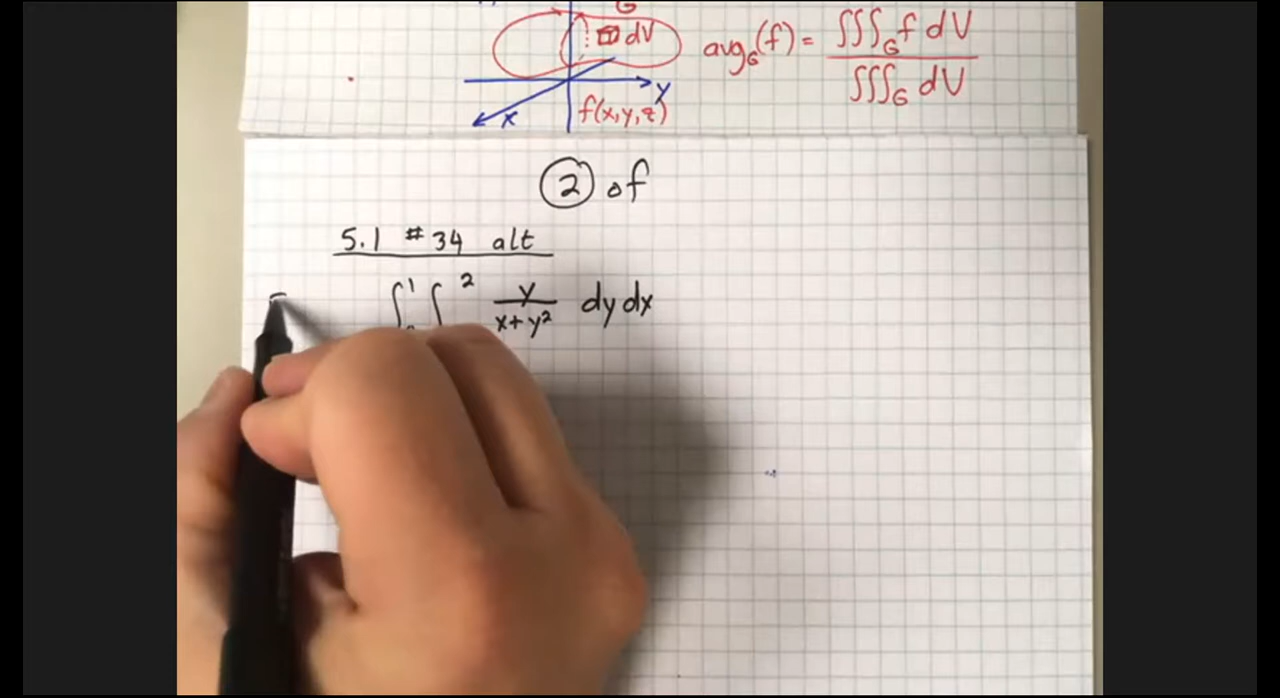 G
dV
avg_G(f) = ∭_G f dV / ∭_G dV
y
x
f(x,y,z)
② of
5.1 #34 alt
∫^1 ∫^2 y/(x+y²) dy dx